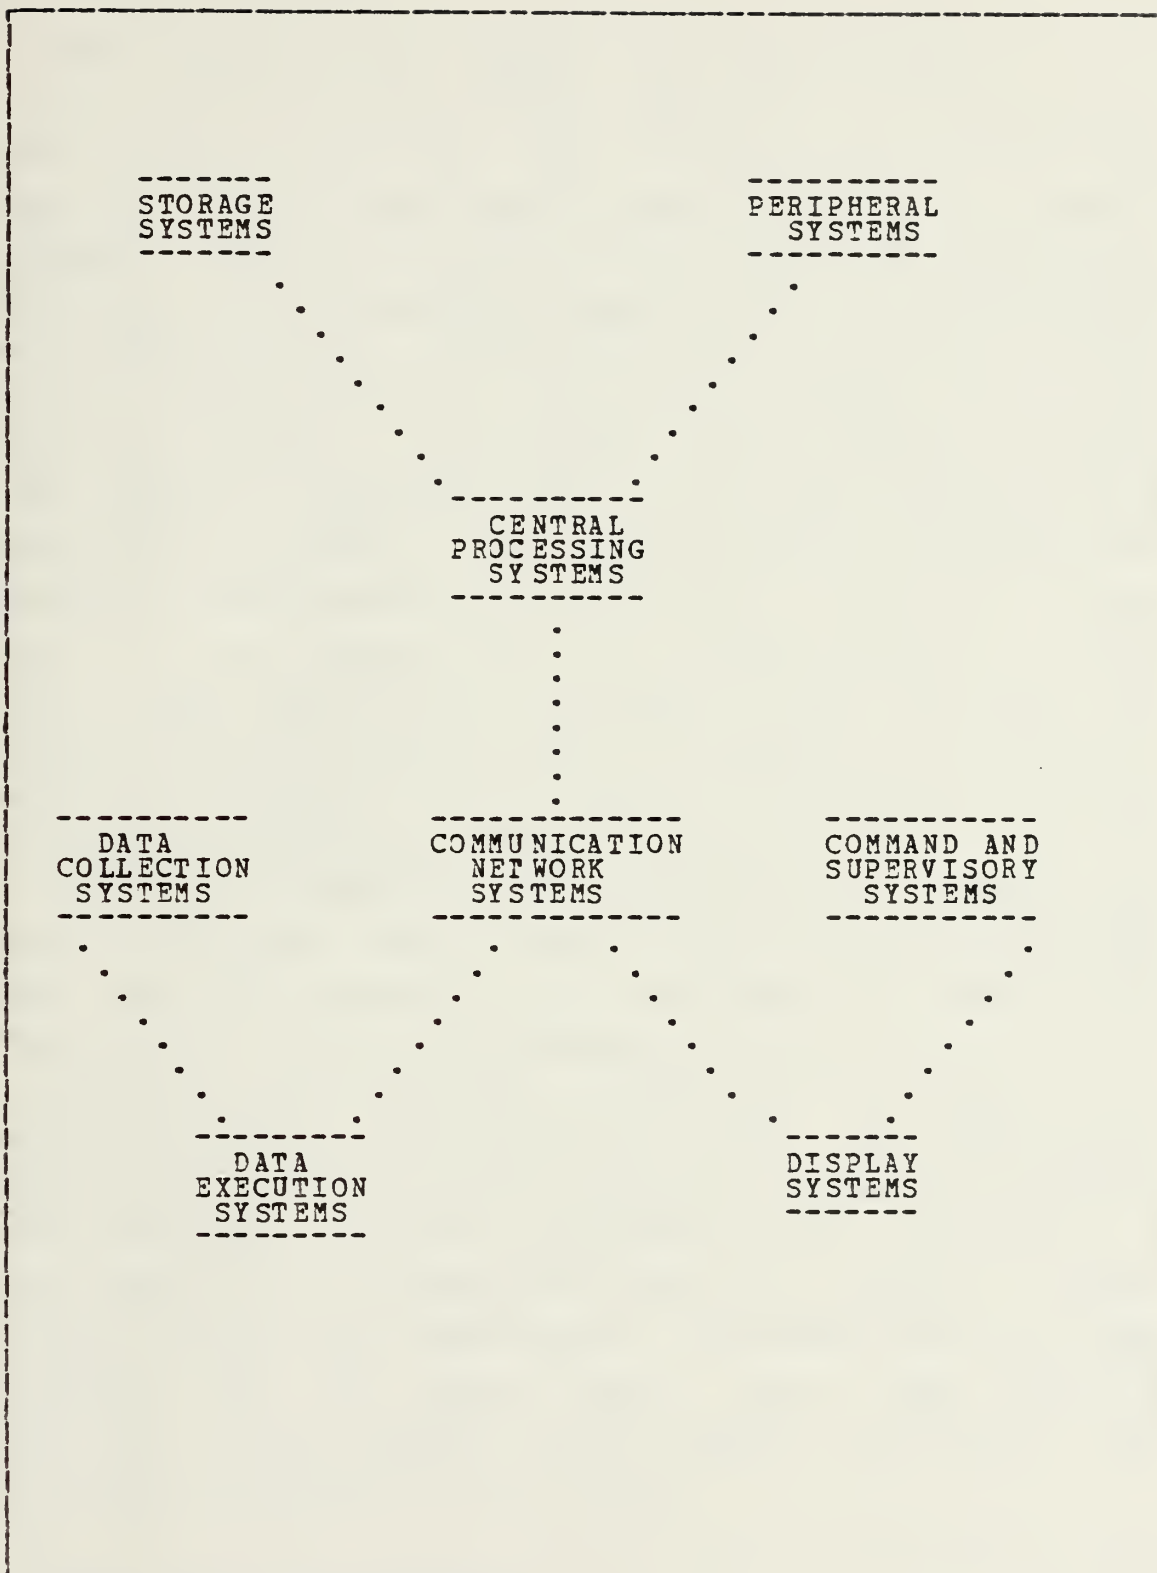 STORAGE
SYSTEMS
PERIPHERAL
SYSTEMS
CENTRAL
PROCESSING
SYSTEMS
DATA
COLLECTION
SYSTEMS
COMMUNICATION
NETWORK
SYSTEMS
COMMAND AND
SUPERVISORY
SYSTEMS
DATA
EXECUTION
SYSTEMS
DISPLAY
SYSTEMS